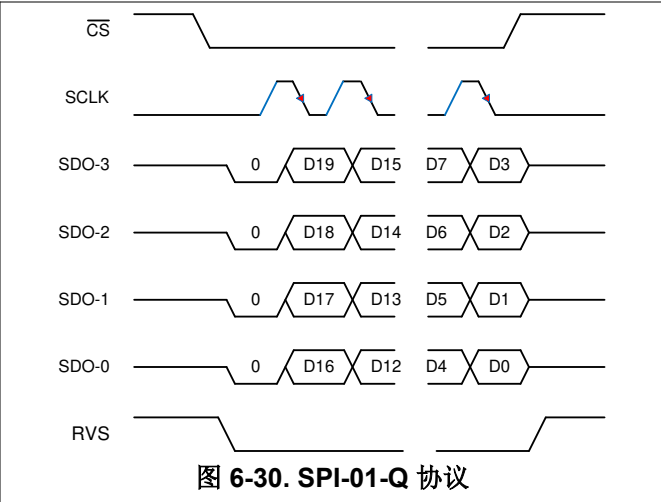 CS
SCLK
SDO-3 0 D19 D15 D7 D3
SDO-2 0 D18 D14 D6 D2
SDO-1 0 D17 D13 D5 D1
SDO-0 0 D16 D12 D4 D0
RVS
图 6-30. SPI-01-Q 协议